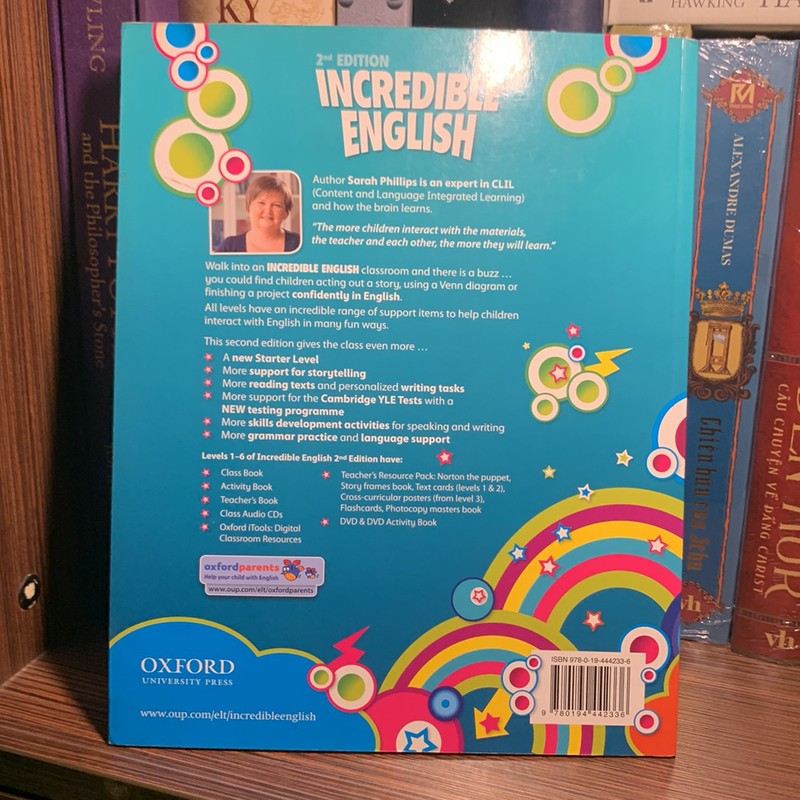 2nd EDITION
INCREDIBLE
ENGLISH
Author Sarah Phillips is an expert in CLIL
(Content and Language Integrated Learning)
and how the brain learns.
"The more children interact with the materials,
the teacher and each other, the more they will learn."
Walk into an INCREDIBLE ENGLISH classroom and there is a buzz ...
you could find children acting out a story, using a Venn diagram or
finishing a project confidently in English.
All levels have an incredible range of support items to help children
interact with English in many fun ways.
This second edition gives the class even more ...
A new Starter Level
More support for storytelling
More reading texts and personalized writing tasks
More support for the Cambridge YLE Tests with a
NEW testing programme
More skills development activities for speaking and writing
More grammar practice and language support
Levels 1–6 of Incredible English 2nd Edition have:
Class Book
Activity Book
Teacher's Book
Class Audio CDs
Oxford iTools: Digital
Classroom Resources
Teacher's Resource Pack: Norton the puppet,
Story frames book, Text cards (levels 1 & 2),
Cross-curricular posters (from level 3),
Flashcards, Photocopy masters book
DVD & DVD Activity Book
oxfordparents
Help your child with English
www.oup.com/elt/oxfordparents
OXFORD
UNIVERSITY PRESS
www.oup.com/elt/incredibleenglish
ISBN 978-0-19-444233-6
9 780194 442336
and the Philosopher's Stone
KY
HAWKING
ALEXANDRE DUMAS
CÂU CHUYỆN VỀ ĐẤNG CHRIST
vh